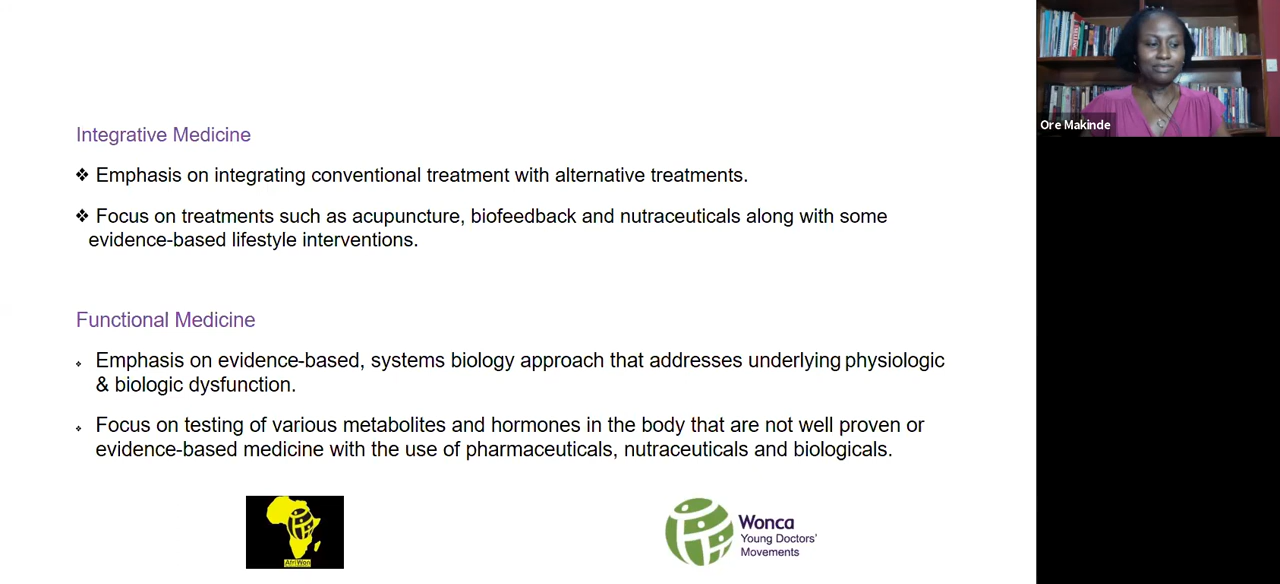 Integrative Medicine
❖ Emphasis on integrating conventional treatment with alternative treatments.
❖ Focus on treatments such as acupuncture, biofeedback and nutraceuticals along with some
evidence-based lifestyle interventions.
Functional Medicine
❖ Emphasis on evidence-based, systems biology approach that addresses underlying physiologic
& biologic dysfunction.
❖ Focus on testing of various metabolites and hormones in the body that are not well proven or
evidence-based medicine with the use of pharmaceuticals, nutraceuticals and biologicals.
AfriWon
Wonca
Young Doctors'
Movements
Ore Makinde